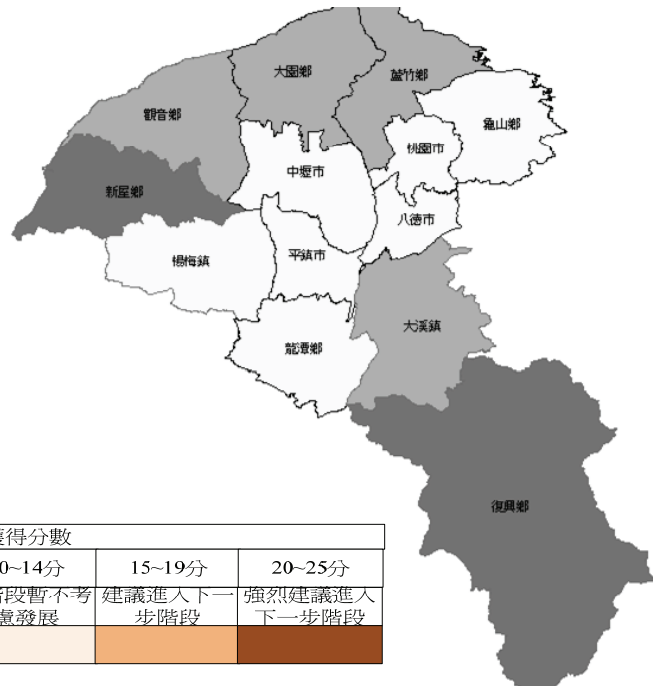 大園鄉
蘆竹鄉
觀音鄉
龜山鄉
桃園市
中壢市
新屋鄉
八德市
平鎮市
楊梅鎮
大溪鎮
龍潭鄉
復興鄉
得分數
0~14分
15~19分
20~25分
段暫不考
慮發展
建議進入下一
步階段
強烈建議進入
下一步階段